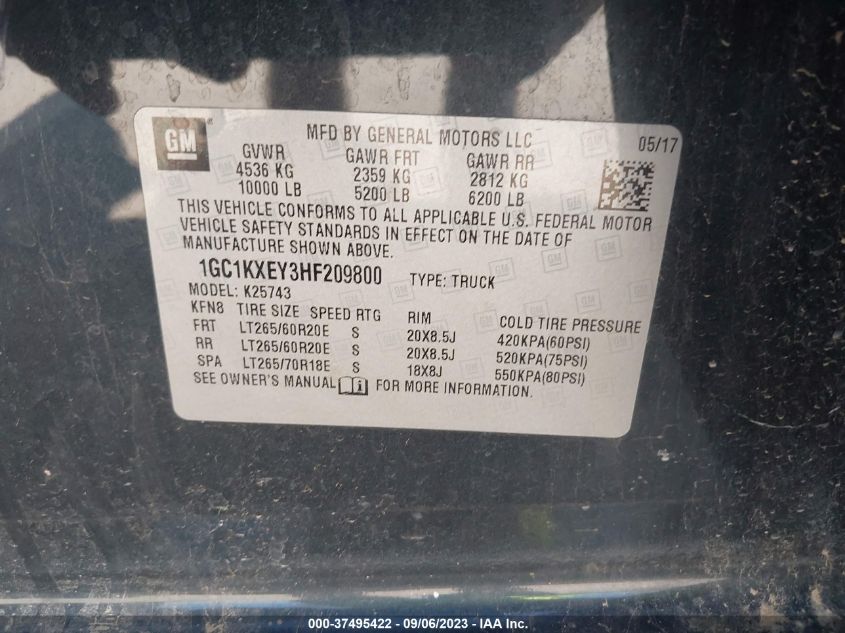 GM ®
MFD BY GENERAL MOTORS LLC
05/17
GVWR GAWR FRT GAWR RR
4536 KG 2359 KG 2812 KG
10000 LB 5200 LB 6200 LB
THIS VEHICLE CONFORMS TO ALL APPLICABLE U.S. FEDERAL MOTOR
VEHICLE SAFETY STANDARDS IN EFFECT ON THE DATE OF
MANUFACTURE SHOWN ABOVE.
1GC1KXEY3HF209800 TYPE: TRUCK
MODEL: K25743
KFN8 TIRE SIZE SPEED RTG RIM COLD TIRE PRESSURE
FRT LT265/60R20E S 20X8.5J 420KPA(60PSI)
RR LT265/60R20E S 20X8.5J 520KPA(75PSI)
SPA LT265/70R18E S 18X8J 550KPA(80PSI)
SEE OWNER'S MANUAL FOR MORE INFORMATION.
000-37495422 - 09/06/2023 - IAA Inc.